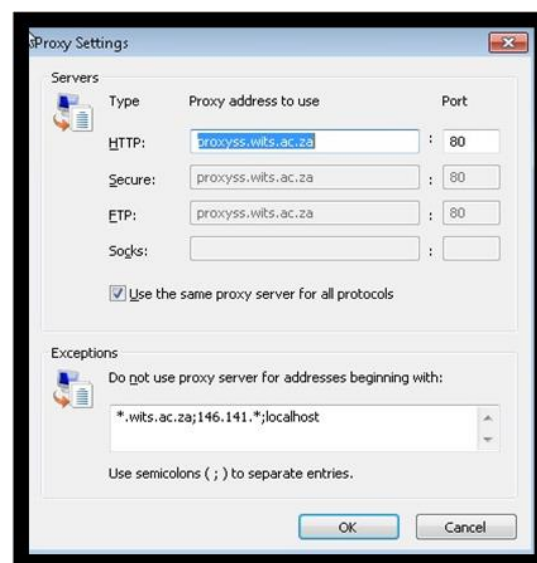 Proxy Settings
Servers
Type Proxy address to use Port
HTTP: proxyss.wits.ac.za : 80
Secure: proxyss.wits.ac.za : 80
FTP: proxyss.wits.ac.za : 80
Socks: :
Use the same proxy server for all protocols
Exceptions
Do not use proxy server for addresses beginning with:
*.wits.ac.za;146.141.*;localhost
Use semicolons ( ; ) to separate entries.
OK Cancel